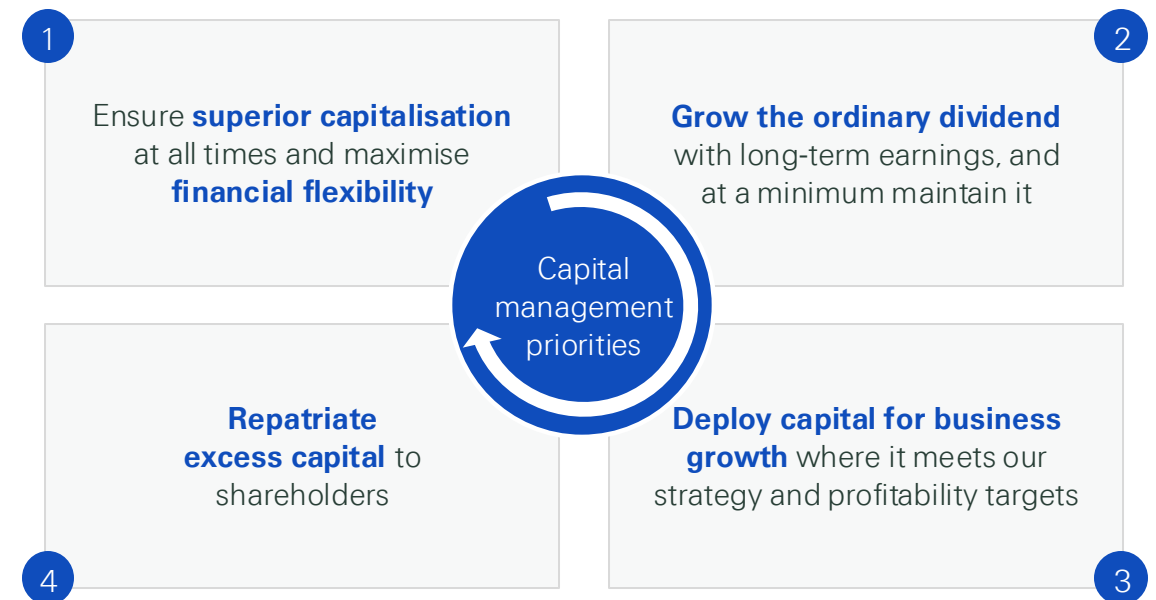 1
Ensure superior capitalisation
at all times and maximise
financial flexibility
2
Grow the ordinary dividend
with long-term earnings, and
at a minimum maintain it
Capital
management
priorities
3
Deploy capital for business
growth where it meets our
strategy and profitability targets
4
Repatriate
excess capital to
shareholders